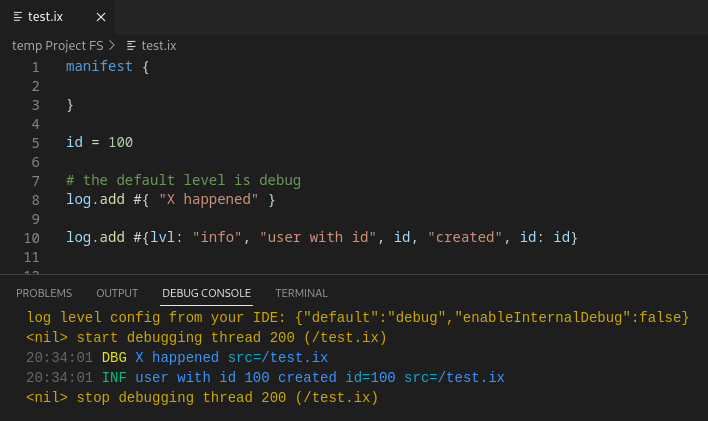 test.ix
temp Project FS > test.ix
1 manifest {
2
3 }
4
5 id = 100
6
7 # the default level is debug
8 log.add #{ "X happened" }
9
10 log.add #{lvl: "info", "user with id", id, "created", id: id}
11
PROBLEMS OUTPUT DEBUG CONSOLE TERMINAL
log level config from your IDE: {"default":"debug","enableInternalDebug":false}
<nil> start debugging thread 200 (/test.ix)
20:34:01 DBG X happened src=/test.ix
20:34:01 INF user with id 100 created id=100 src=/test.ix
<nil> stop debugging thread 200 (/test.ix)